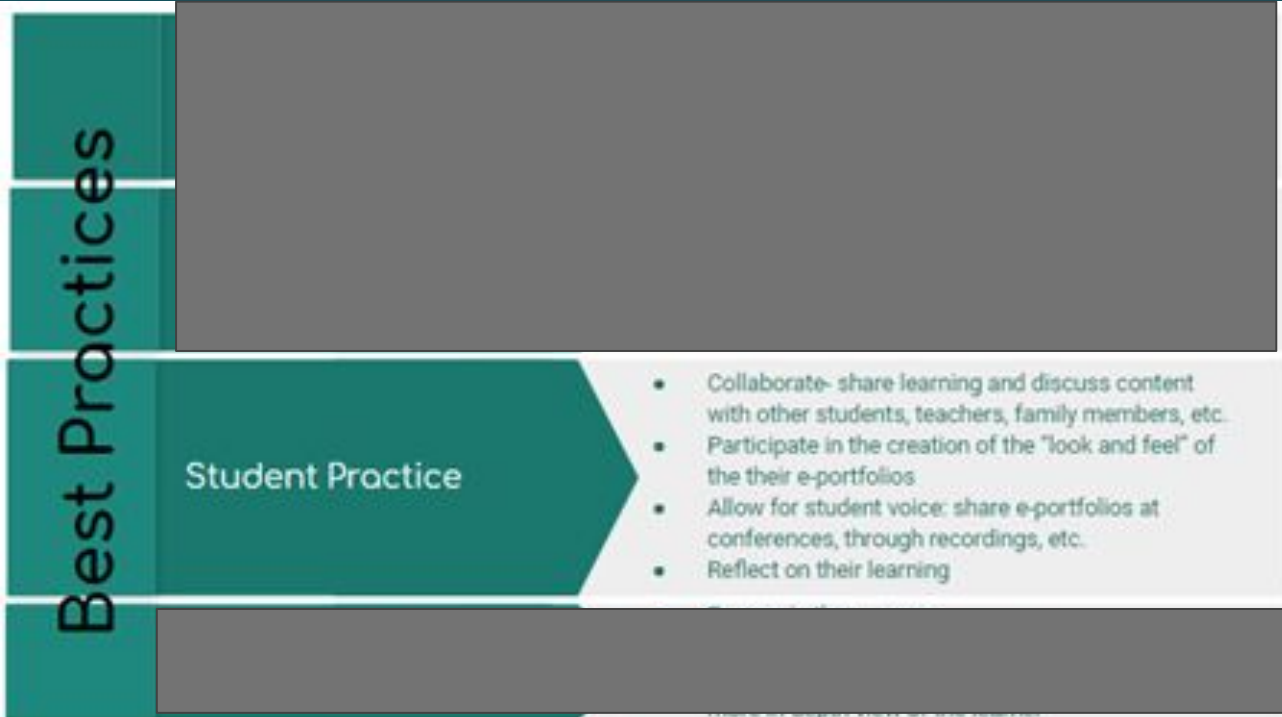 Best Practices
Student Practice
• Collaborate- share learning and discuss content
with other students, teachers, family members, etc.
• Participate in the creation of the "look and feel" of
the their e-portfolios
• Allow for student voice: share e-portfolios at
conferences, through recordings, etc.
• Reflect on their learning